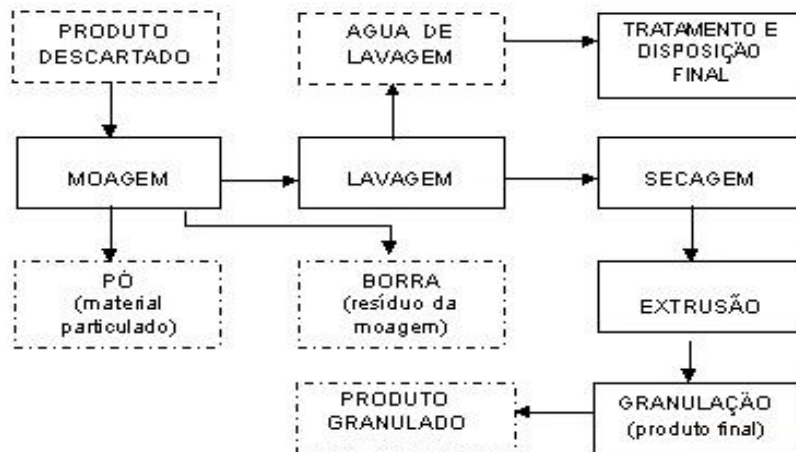 PRODUTO
DESCARTADO
AGUA DE
LAVAGEM
TRATAMENTO E
DISPOSIÇÃO
FINAL
MOAGEM
LAVAGEM
SECAGEM
PÓ
(material
particulado)
BORRA
(resíduo da
moagem)
EXTRUSÃO
PRODUTO
GRANULADO
GRANULAÇÃO
(produto final)